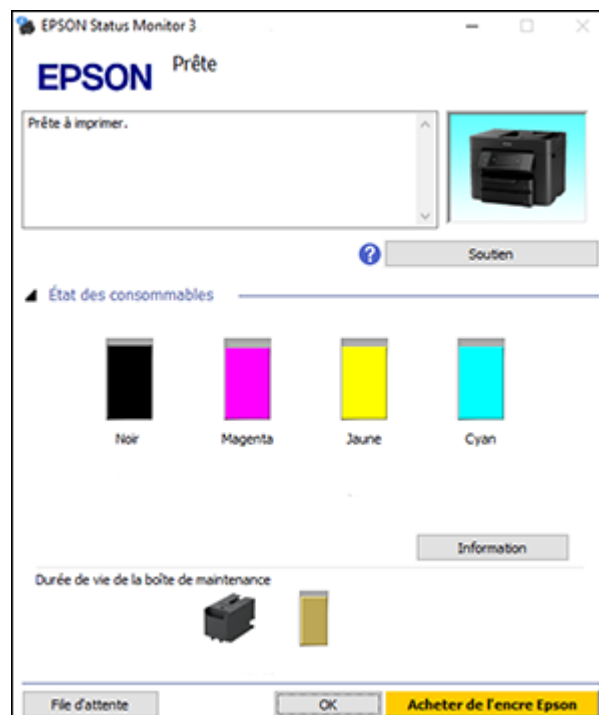 EPSON Status Monitor 3
EPSON
Prête
Prête à imprimer.
Soutien
État des consommables
Noir Magenta Jaune Cyan
Information
Durée de vie de la boîte de maintenance
File d'attente OK Acheter de l'encre Epson